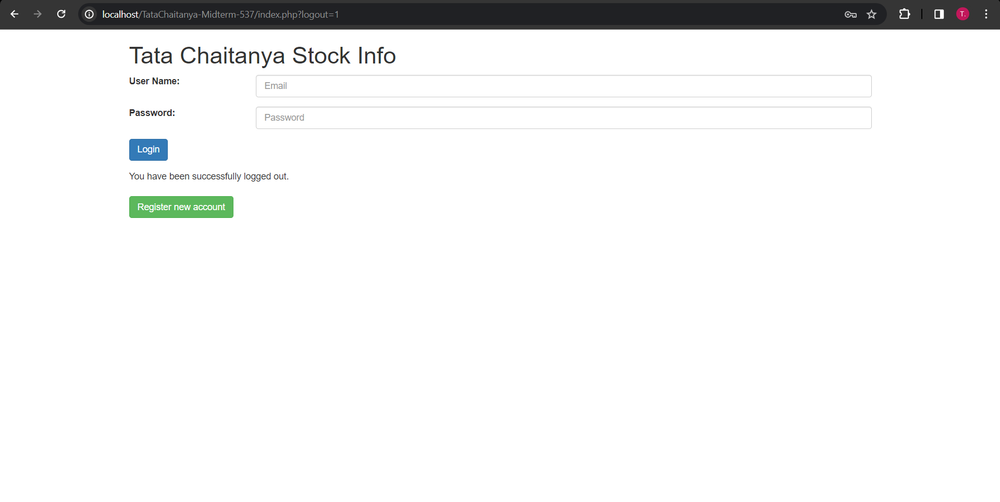 localhost/TataChaitanya-Midterm-537/index.php?logout=1
T.
Tata Chaitanya Stock Info
User Name:
Email
Password:
Password
Login
You have been successfully logged out.
Register new account